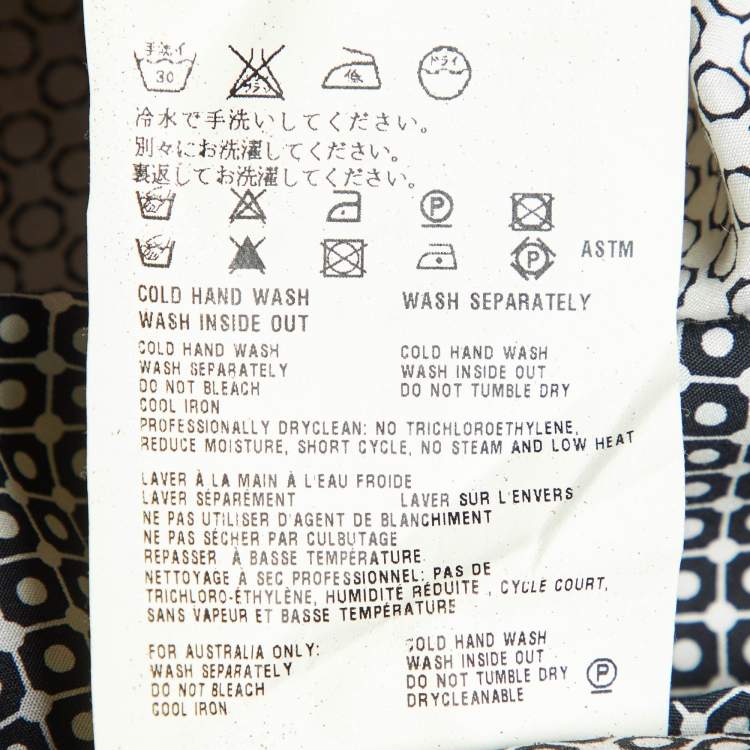 手洗イ
30
エンソ
サラシ
低
ドライ
冷水で手洗いしてください。
別々にお洗濯してください。
裏返してお洗濯してください。
P
P
ASTM
COLD HAND WASH WASH SEPARATELY
WASH INSIDE OUT
COLD HAND WASH COLD HAND WASH
WASH SEPARATELY WASH INSIDE OUT
DO NOT BLEACH DO NOT TUMBLE DRY
COOL IRON
PROFESSIONALLY DRYCLEAN: NO TRICHLOROETHYLENE,
REDUCE MOISTURE, SHORT CYCLE, NO STEAM AND LOW HEAT
LAVER À LA MAIN À L'EAU FROIDE
LAVER SÉPARÉMENT LAVER SUR L'ENVERS
NE PAS UTILISER D'AGENT DE BLANCHIMENT
NE PAS SÉCHER PAR CULBUTAGE
REPASSER À BASSE TEMPÉRATURE
NETTOYAGE À SEC PROFESSIONNEL: PAS DE
TRICHLORO-ÉTHYLÈNE, HUMIDITÉ RÉDUITE , CYCLE COURT,
SANS VAPEUR ET BASSE TEMPÉRATURE
FOR AUSTRALIA ONLY: COLD HAND WASH
WASH SEPARATELY WASH INSIDE OUT
DO NOT BLEACH DO NOT TUMBLE DRY
COOL IRON DRYCLEANABLE
P